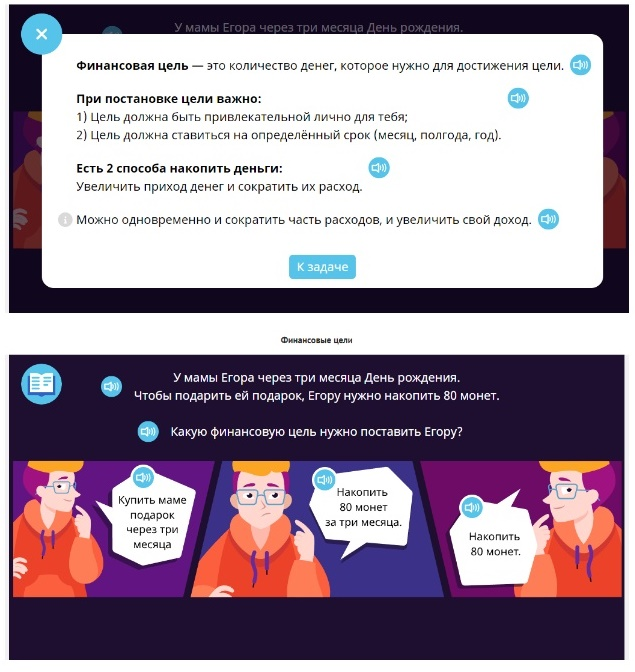 У мамы Егора через три месяца День рождения.
Финансовая цель — это количество денег, которое нужно для достижения цели.
При постановке цели важно:
1) Цель должна быть привлекательной лично для тебя;
2) Цель должна ставиться на определённый срок (месяц, полгода, год).
Есть 2 способа накопить деньги:
Увеличить приход денег и сократить их расход.
Можно одновременно и сократить часть расходов, и увеличить свой доход.
К задаче
Финансовые цели
У мамы Егора через три месяца День рождения.
Чтобы подарить ей подарок, Егору нужно накопить 80 монет.
Какую финансовую цель нужно поставить Егору?
Купить маме
подарок
через три
месяца
Накопить
80 монет
за три месяца.
Накопить
80 монет.